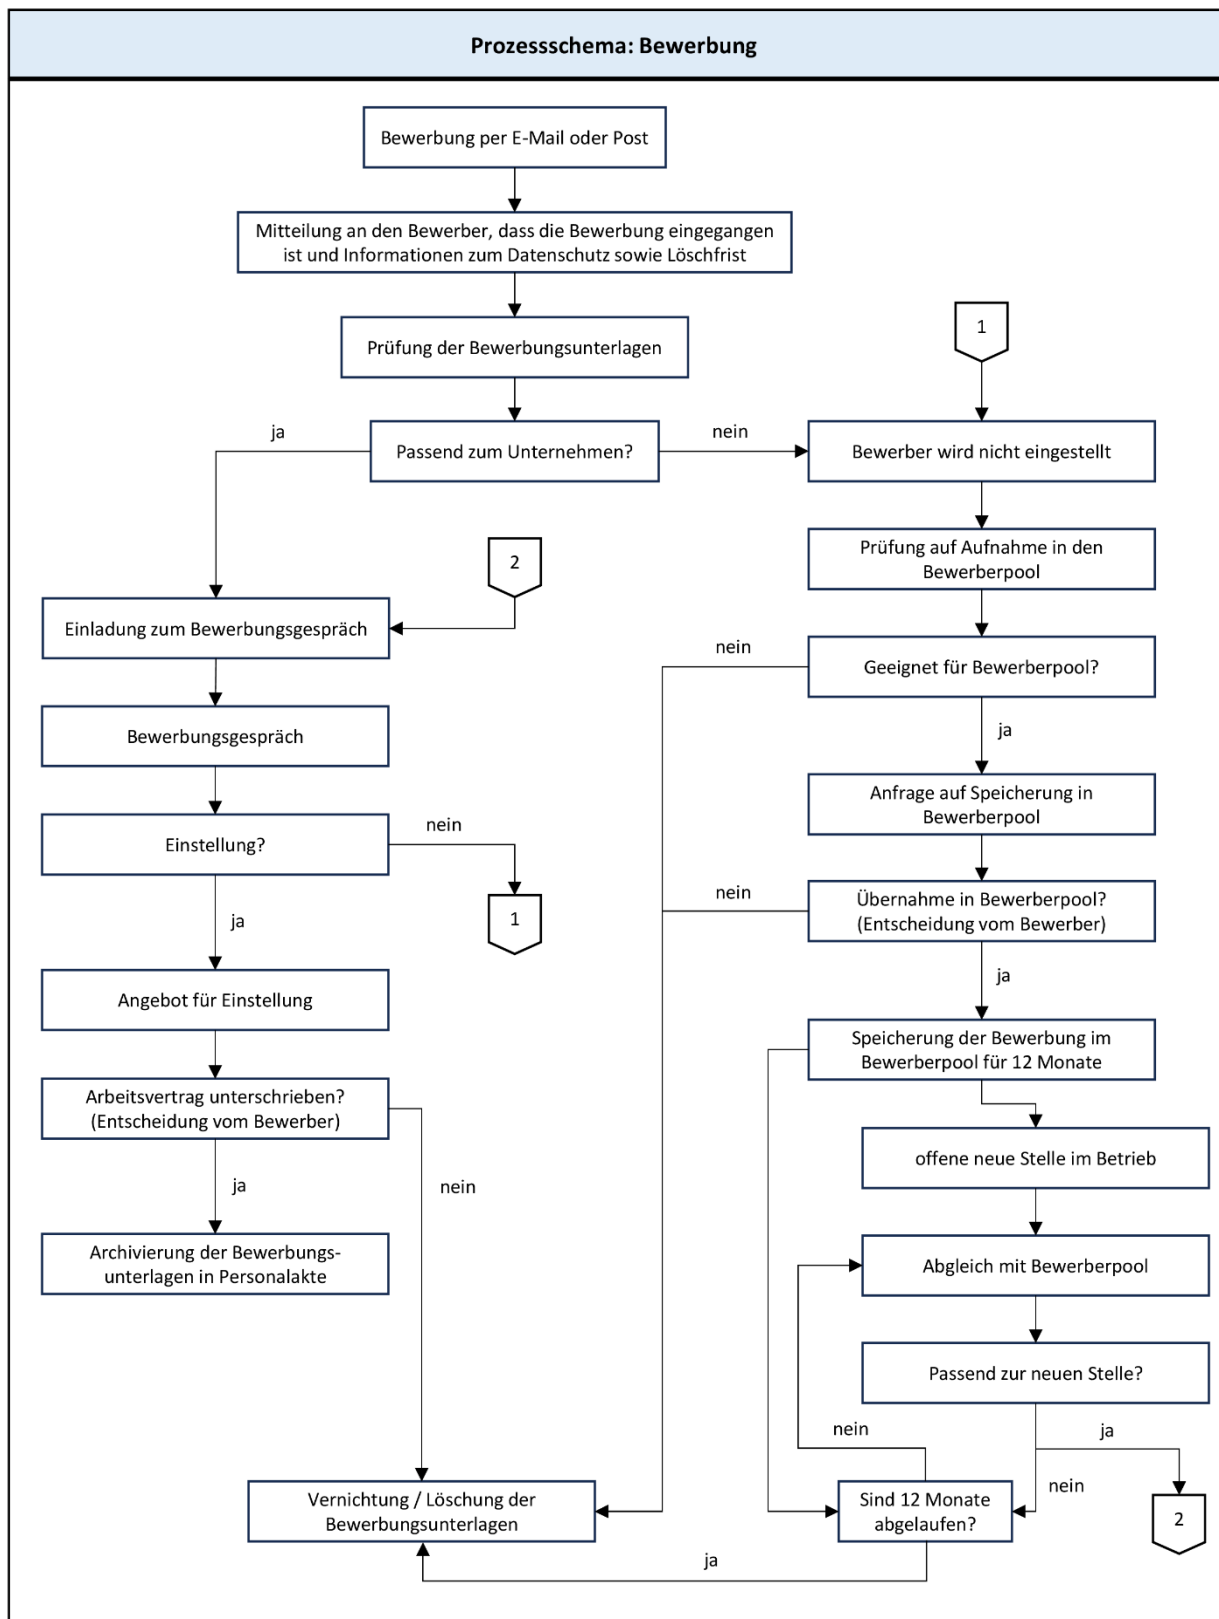 Prozessschema: Bewerbung
Bewerbung per E-Mail oder Post
Mitteilung an den Bewerber, dass die Bewerbung eingegangen
ist und Informationen zum Datenschutz sowie Löschfrist
Prüfung der Bewerbungsunterlagen
1
ja
Passend zum Unternehmen?
nein
Bewerber wird nicht eingestellt
Prüfung auf Aufnahme in den
Bewerberpool
2
Einladung zum Bewerbungsgespräch
nein
Geeignet für Bewerberpool?
ja
Bewerbungsgespräch
Anfrage auf Speicherung in
Bewerberpool
Einstellung?
nein
1
ja
nein
Übernahme in Bewerberpool?
(Entscheidung vom Bewerber)
ja
Angebot für Einstellung
Speicherung der Bewerbung im
Bewerberpool für 12 Monate
Arbeitsvertrag unterschrieben?
(Entscheidung vom Bewerber)
ja
nein
offene neue Stelle im Betrieb
Archivierung der Bewerbungs-
unterlagen in Personalakte
Abgleich mit Bewerberpool
Passend zur neuen Stelle?
nein
ja
nein
Vernichtung / Löschung der
Bewerbungsunterlagen
Sind 12 Monate
abgelaufen?
2
ja